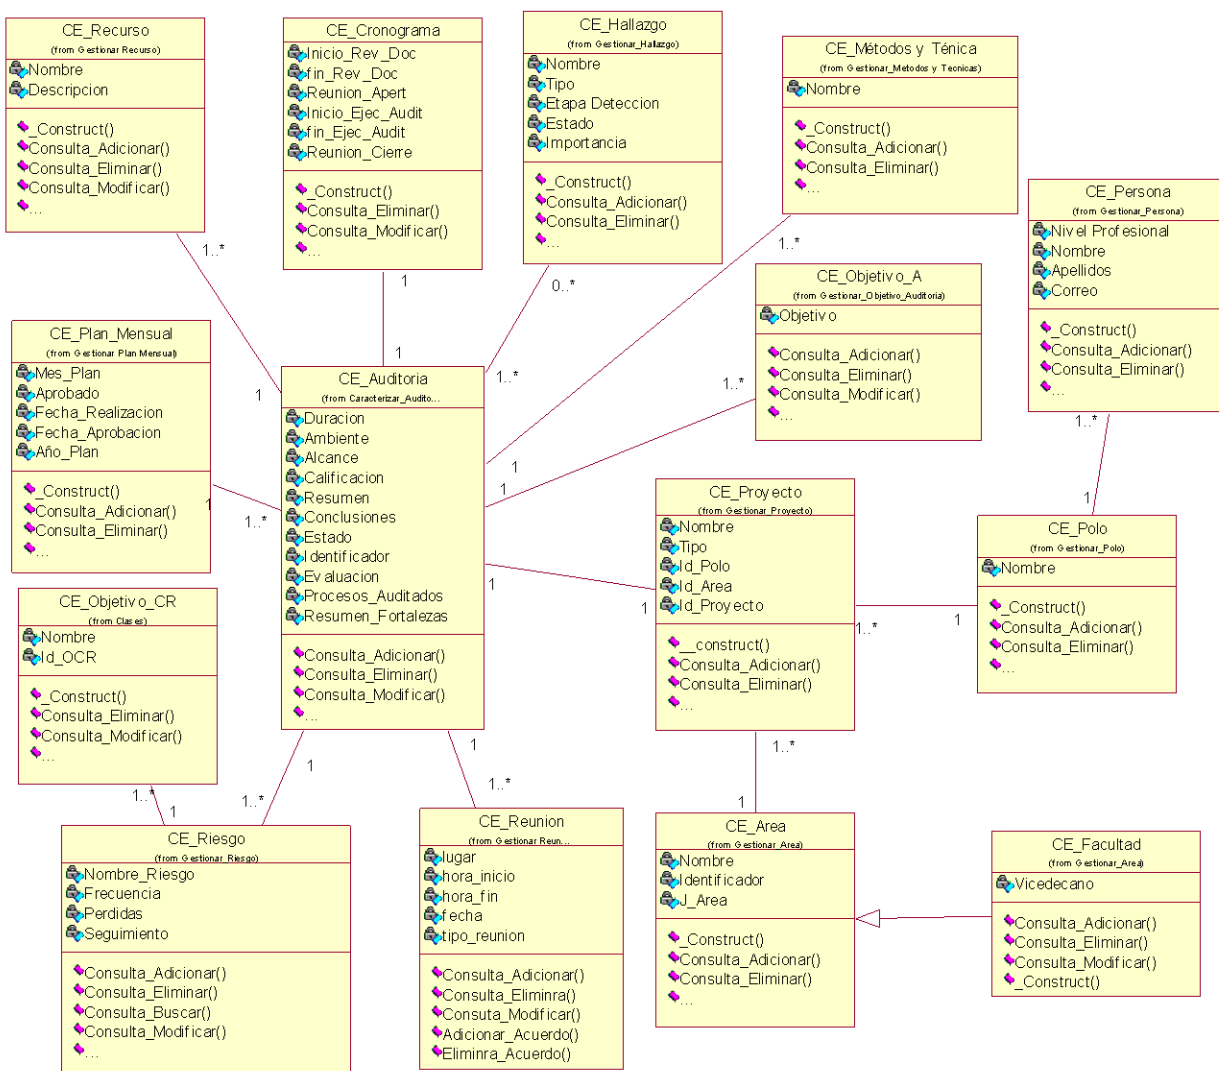 CE_Recurso
(from Gestionar Recurso)
Nombre
Descripcion
_Construct()
Consulta_Adicionar()
Consulta_Eliminar()
Consulta_Modificar()
...
CE_Cronograma
Inicio_Rev_Doc
fin_Rev_Doc
Reunion_Apert
Inicio_Ejec_Audit
fin_Ejec_Audit
Reunion_Cierre
_Construct()
Consulta_Eliminar()
Consulta_Modificar()
...
CE_Hallazgo
(from Gestionar_Hallazgo)
Nombre
Tipo
Etapa Deteccion
Estado
Importancia
_Construct()
Consulta_Adicionar()
Consulta_Eliminar()
...
CE_Métodos y Ténica
(from Gestionar_Metodos y Tecnicas)
Nombre
_Construct()
Consulta_Adicionar()
Consulta_Eliminar()
...
CE_Persona
(from Gestionar_Persona)
Nivel Profesional
Nombre
Apellidos
Correo
_Construct()
Consulta_Adicionar()
Consulta_Eliminar()
...
1..*
1
0..*
1..*
CE_Objetivo_A
(from Gestionar_Objetivo_Auditoria)
Objetivo
Consulta_Adicionar()
Consulta_Eliminar()
Consulta_Modificar()
...
CE_Plan_Mensual
(from Gestionar Plan Mensual)
Mes_Plan
Aprobado
Fecha_Realizacion
Fecha_Aprobacion
Año_Plan
_Construct()
Consulta_Adicionar()
Consulta_Eliminar()
...
1
1
1..*
1..*
1..*
CE_Auditoria
(from Caracterizar_Audito...
Duracion
Ambiente
Alcance
Calificacion
Resumen
Conclusiones
Estado
Identificador
Evaluacion
Procesos_Auditados
Resumen_Fortalezas
Consulta_Adicionar()
Consulta_Eliminar()
Consulta_Modificar()
...
1
1
1
1..*
1
1
1
CE_Proyecto
(from Gestionar_Proyecto)
Nombre
Tipo
Id_Polo
Id_Area
Id_Proyecto
__construct()
Consulta_Adicionar()
Consulta_Eliminar()
...
1..*
1
CE_Polo
(from Gestionar_Polo)
Nombre
_Construct()
Consulta_Adicionar()
Consulta_Eliminar()
...
CE_Objetivo_CR
(from Clases)
Nombre
Id_OCR
_Construct()
Consulta_Eliminar()
Consulta_Modificar()
...
1..*
1
1..*
1
1
1..*
1..*
1
CE_Riesgo
(from Gestionar_Riesgo)
Nombre_Riesgo
Frecuencia
Perdidas
Seguimiento
Consulta_Adicionar()
Consulta_Eliminar()
Consulta_Buscar()
Consulta_Modificar()
...
CE_Reunion
(from Gestionar Reun...
lugar
hora_inicio
hora_fin
fecha
tipo_reunion
Consulta_Adicionar()
Consulta_Eliminra()
Consuta_Modificar()
Adicionar_Acuerdo()
Eliminra_Acuerdo()
CE_Area
(from Gestionar_Area)
Nombre
Identificador
J_Area
_Construct()
Consulta_Adicionar()
Consulta_Eliminar()
...
CE_Facultad
(from Gestionar_Area)
Vicedecano
Consulta_Adicionar()
Consulta_Eliminar()
Consulta_Modificar()
_Construct()